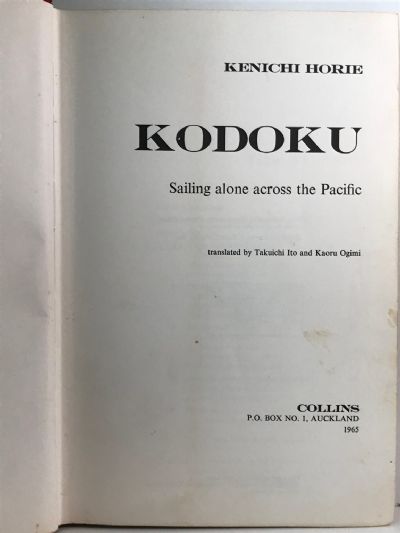 KENICHI HORIE
KODOKU
Sailing alone across the Pacific
translated by Takuichi Ito and Kaoru Ogimi
COLLINS
P.O. BOX NO. 1, AUCKLAND
1965